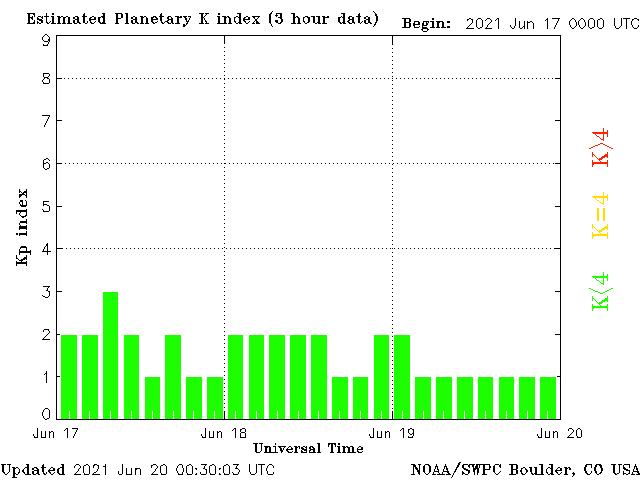 Estimated Planetary K index (3 hour data) Begin: 2021 Jun 17 0000 UTC
9
8
7
6
5
4
3
2
1
0
Kp index
K>4
K=4
K<4
Jun 17 Jun 18 Jun 19 Jun 20
Universal Time
Updated 2021 Jun 20 00:30:03 UTC NOAA/SWPC Boulder, CO USA